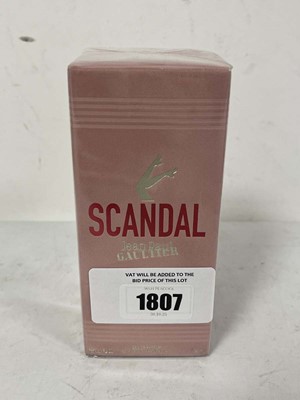 SCANDAL
Jean Paul
GAULTIER
VAT WILL BE ADDED TO THE
BID PRICE OF THIS LOT
1807